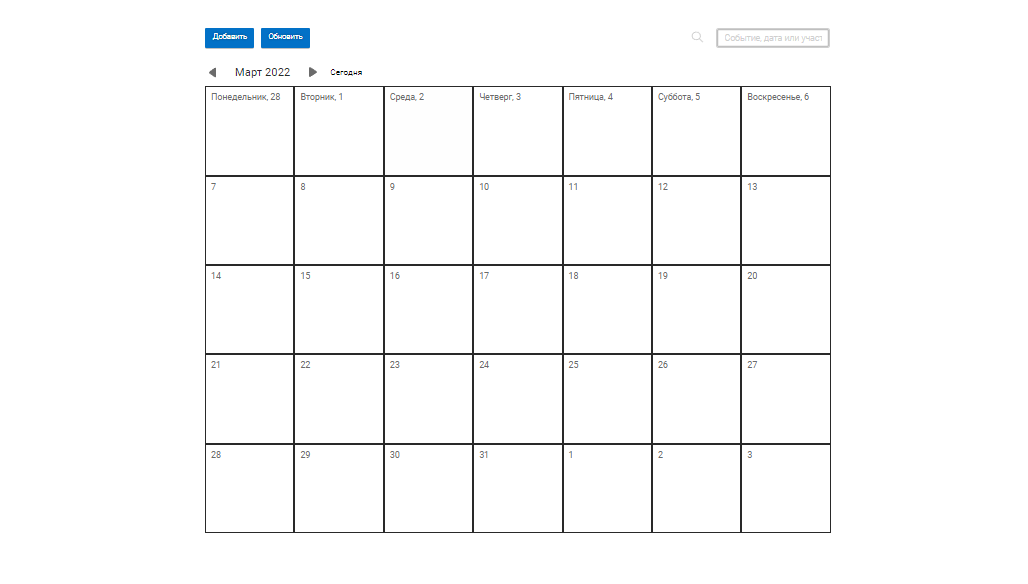 Добавить Обновить Событие, дата или участ
Март 2022 Сегодня
Понедельник, 28 Вторник, 1 Среда, 2 Четверг, 3 Пятница, 4 Суббота, 5 Воскресенье, 6
7 8 9 10 11 12 13
14 15 16 17 18 19 20
21 22 23 24 25 26 27
28 29 30 31 1 2 3